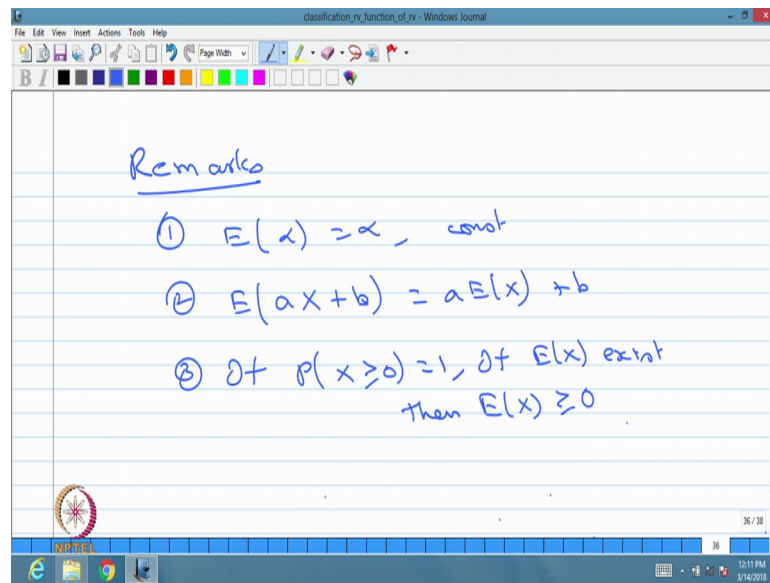 classification_rv_function_of_rv - Windows Journal
File Edit View Insert Actions Tools Help
Page Width
B I
Remarks
① E(α) = α, const
② E(aX+b) = aE(X) + b
③ If P(X≥0)=1, If E(X) exist
then E(X) ≥ 0
36 / 38
NPTEL
36
12:11 PM
3/14/2018